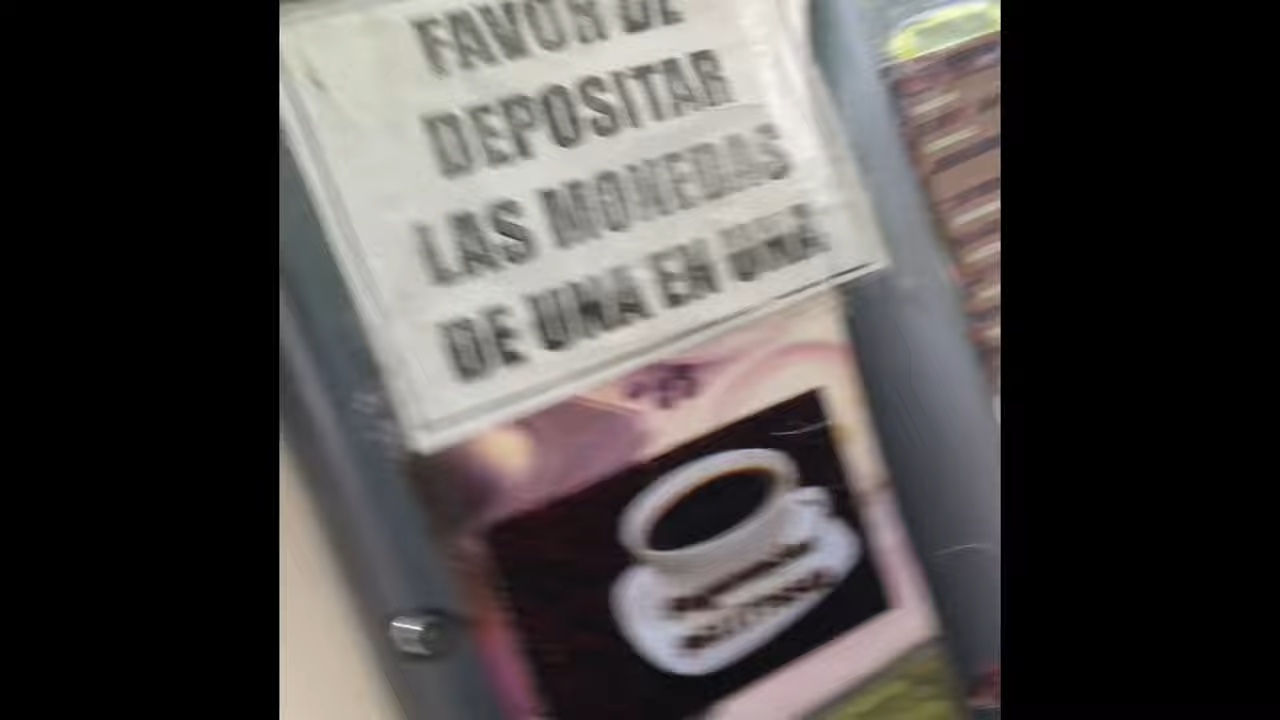 FAVOR DE
DEPOSITAR
LAS MONEDAS
DE UNA EN UNA